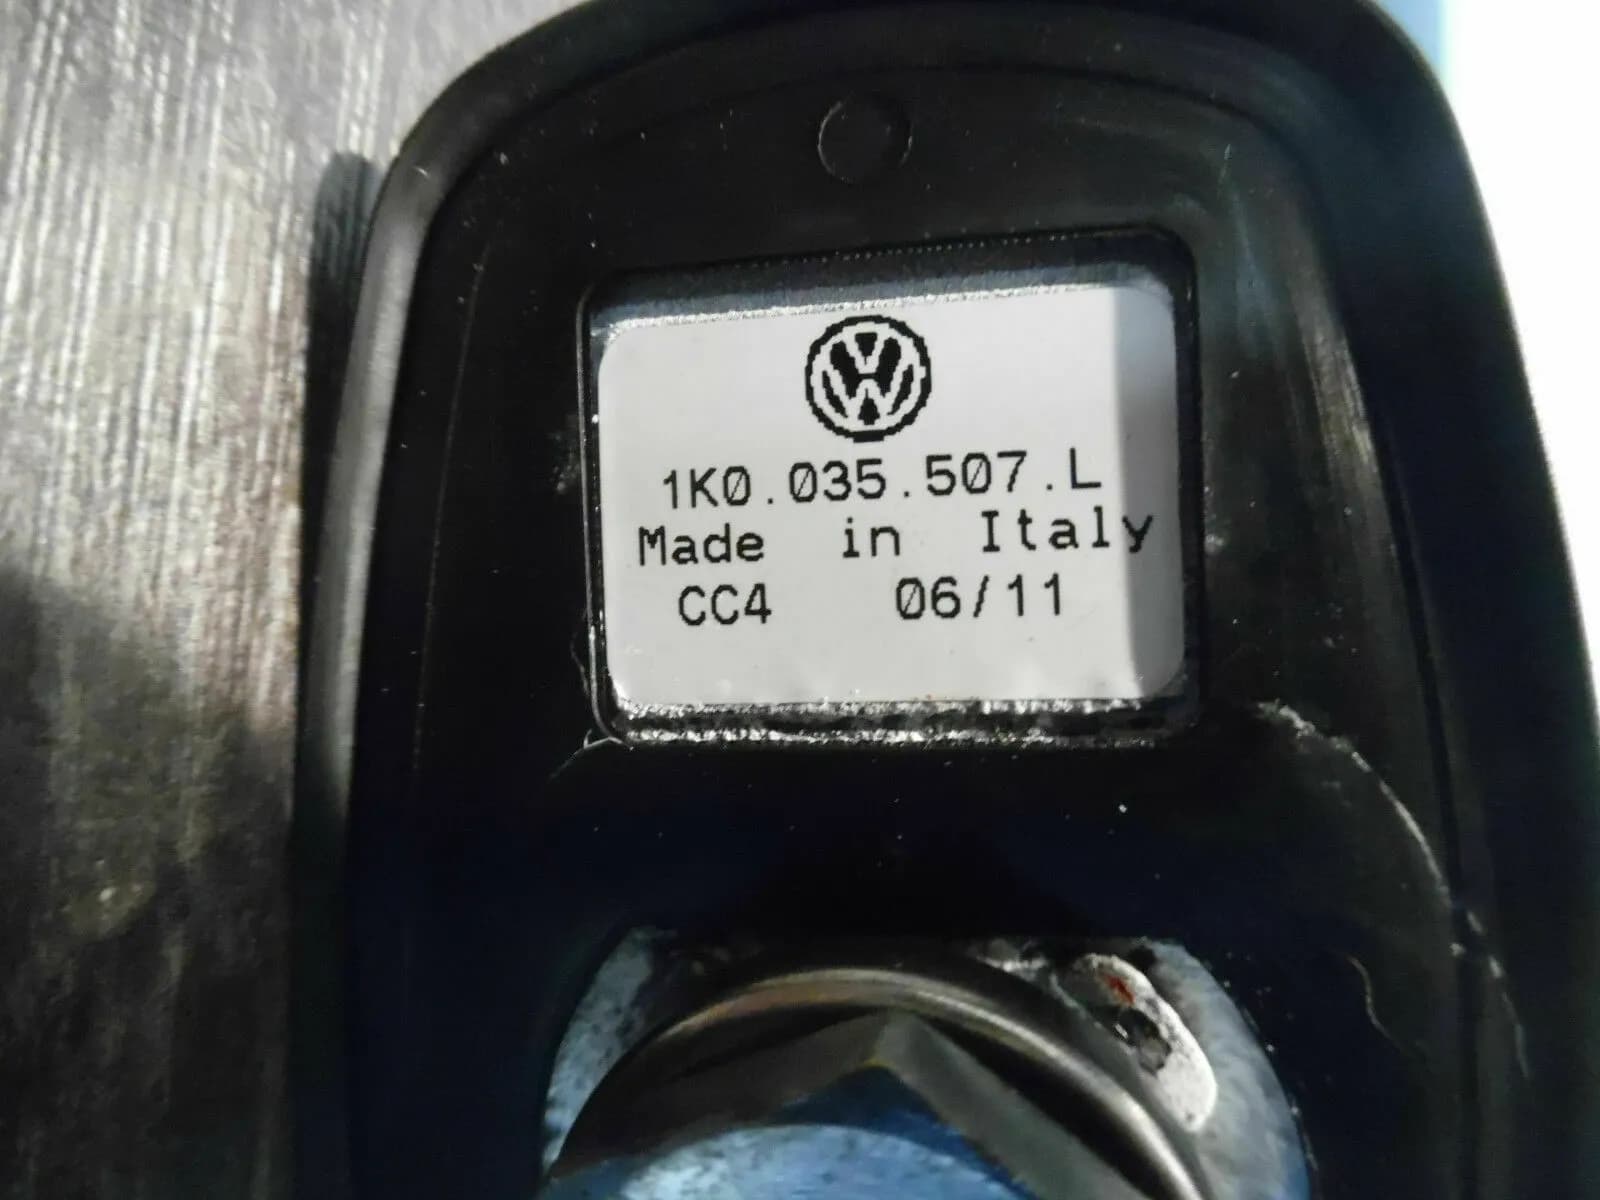 1K0.035.507.L
Made in Italy
CC4 06/11